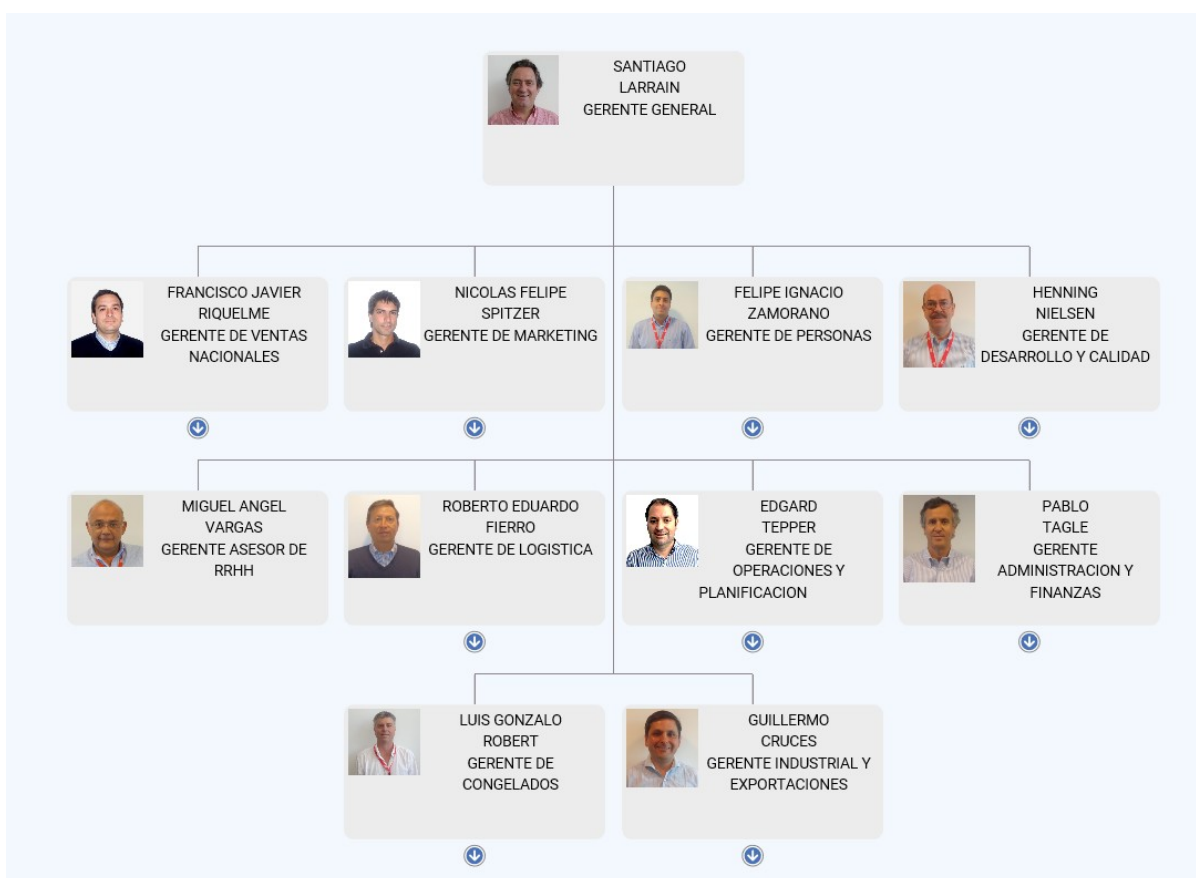 SANTIAGO
LARRAIN
GERENTE GENERAL
FRANCISCO JAVIER
RIQUELME
GERENTE DE VENTAS
NACIONALES
NICOLAS FELIPE
SPITZER
GERENTE DE MARKETING
FELIPE IGNACIO
ZAMORANO
GERENTE DE PERSONAS
HENNING
NIELSEN
GERENTE DE
DESARROLLO Y CALIDAD
MIGUEL ANGEL
VARGAS
GERENTE ASESOR DE
RRHH
ROBERTO EDUARDO
FIERRO
GERENTE DE LOGISTICA
EDGARD
TEPPER
GERENTE DE
OPERACIONES Y
PLANIFICACION
PABLO
TAGLE
GERENTE
ADMINISTRACION Y
FINANZAS
LUIS GONZALO
ROBERT
GERENTE DE
CONGELADOS
GUILLERMO
CRUCES
GERENTE INDUSTRIAL Y
EXPORTACIONES